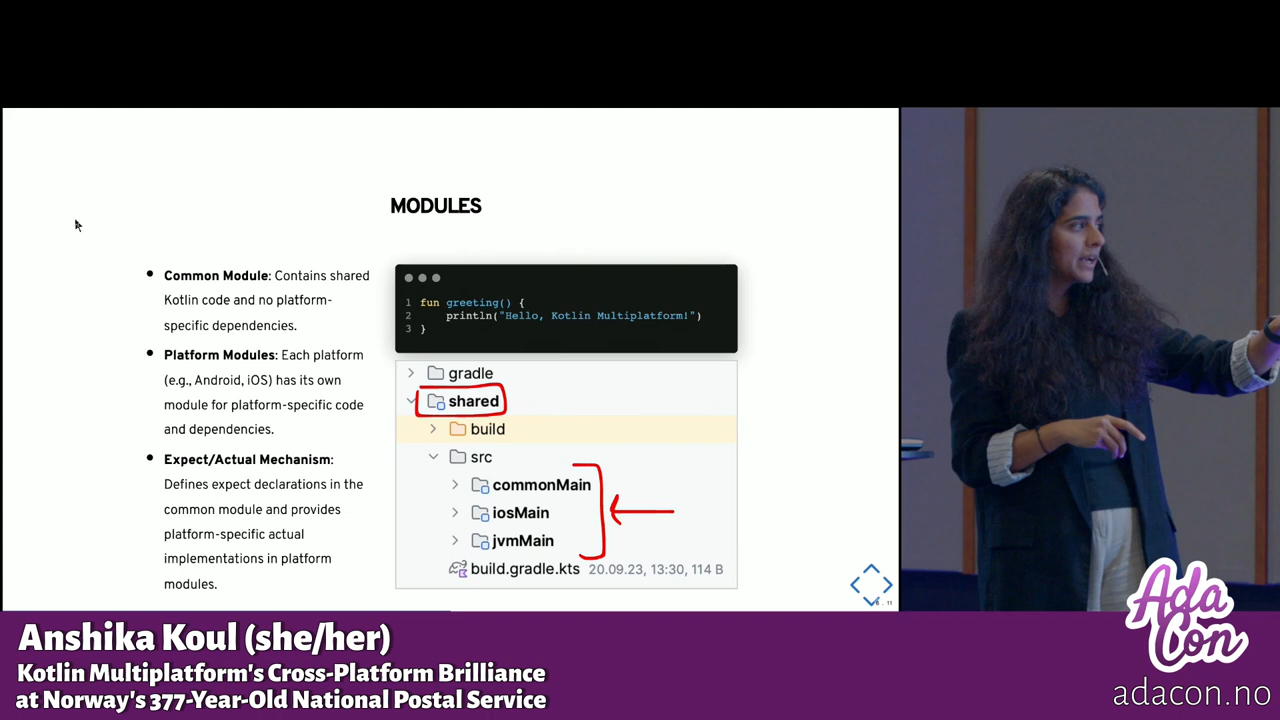 MODULES
Common Module: Contains shared
Kotlin code and no platform-
specific dependencies.
Platform Modules: Each platform
(e.g., Android, iOS) has its own
module for platform-specific code
and dependencies.
Expect/Actual Mechanism:
Defines expect declarations in the
common module and provides
platform-specific actual
implementations in platform
modules.
1 fun greeting() {
2 println("Hello, Kotlin Multiplatform!")
3 }
gradle
shared
build
src
commonMain
iosMain
jvmMain
build.gradle.kts 20.09.23, 13:30, 114 B
Anshika Koul (she/her)
Kotlin Multiplatform's Cross-Platform Brilliance
at Norway's 377-Year-Old National Postal Service
Ada
Con
adacon.no